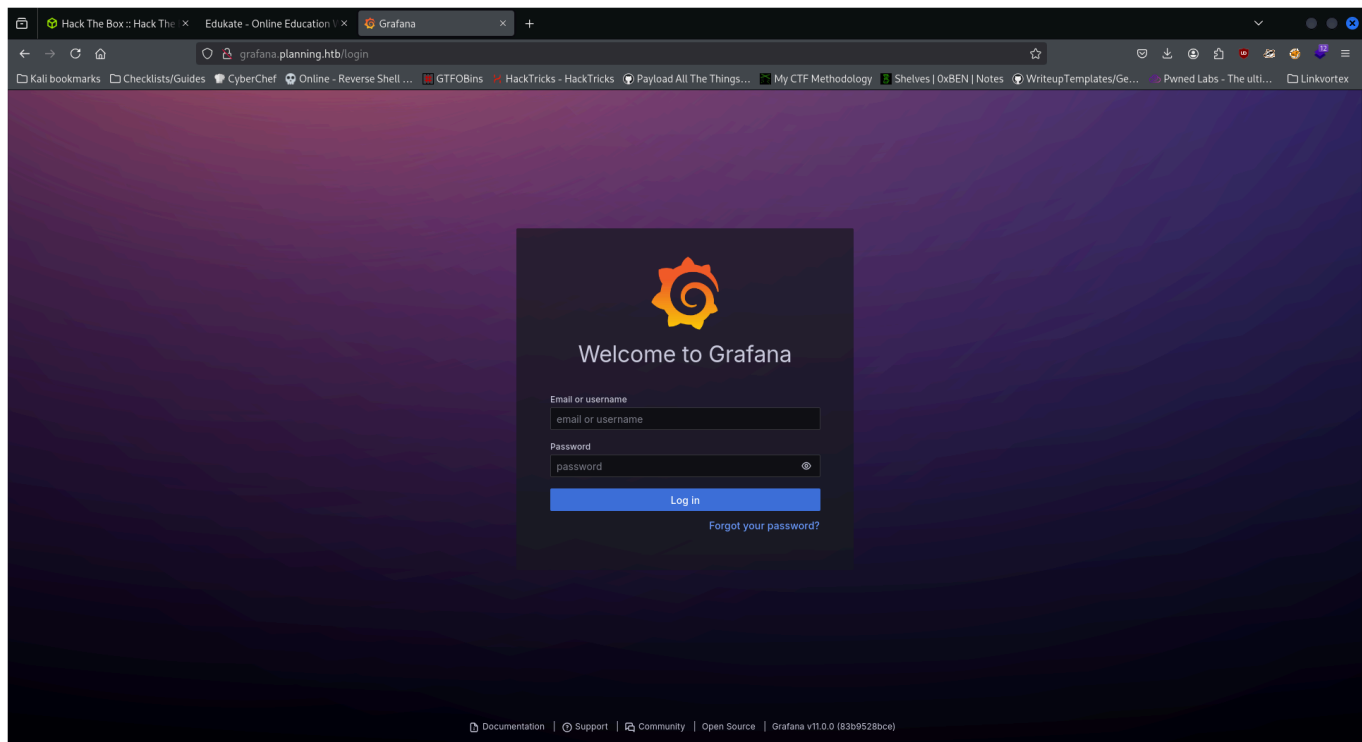 Hack The Box :: Hack The Edukate - Online Education Grafana
grafana.planning.htb/login
Kali bookmarks Checklists/Guides CyberChef Online - Reverse Shell ... GTFOBins HackTricks - HackTricks Payload All The Things... My CTF Methodology Shelves | 0xBEN | Notes WriteupTemplates/Ge... Pwned Labs - The ulti... Linkvortex
Welcome to Grafana
Email or username
email or username
Password
password
Log in
Forgot your password?
Documentation | Support | Community | Open Source | Grafana v11.0.0 (83b9528bce)